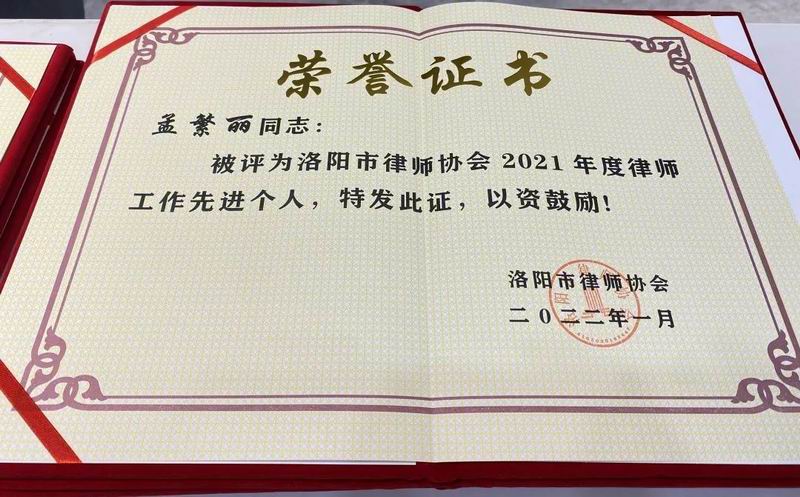 荣誉证书
孟繁丽同志：
被评为洛阳市律师协会2021年度律师
工作先进个人，特发此证，以资鼓励！
洛阳市律师协会
二〇二二年一月